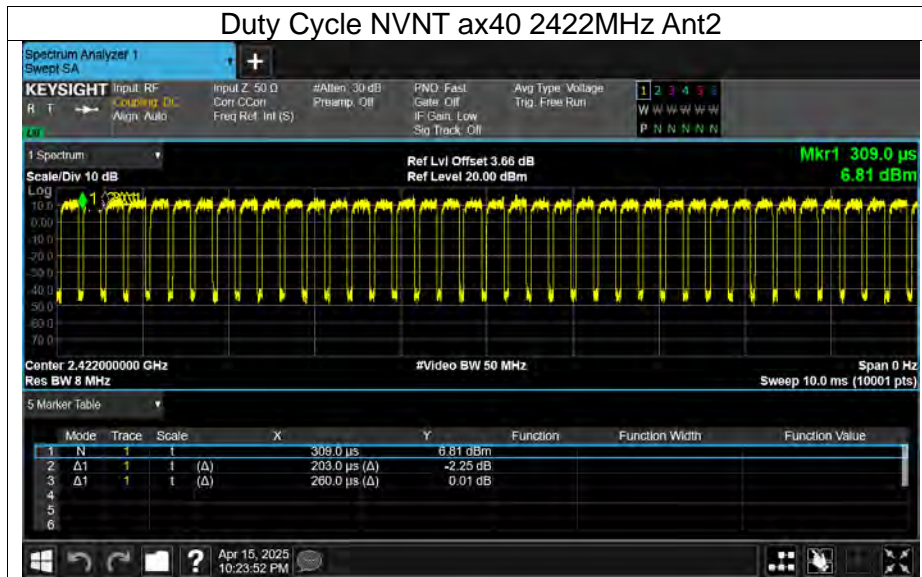 Duty Cycle NVNT ax40 2422MHz Ant2
Spectrum Analyzer 1
Swept SA
+
KEYSIGHT Input: RF Input Z: 50 Ω #Atten: 30 dB PNO: Fast Avg Type: Voltage 1 2 3 4 5 6
R T Coupling: DC Corr CCorr Preamp: Off Gate: Off Trig: Free Run W W W W W W
Align: Auto Freq Ref: Int (S) IF Gain: Low
Sig Track: Off P N N N N N
1 Spectrum Ref Lvl Offset 3.66 dB Mkr1 309.0 µs
Scale/Div 10 dB Ref Level 20.00 dBm 6.81 dBm
Log
10.0
0.00
-10.0
-20.0
-30.0
-40.0
-50.0
-60.0
-70.0
Center 2.422000000 GHz #Video BW 50 MHz Span 0 Hz
Res BW 8 MHz Sweep 10.0 ms (10001 pts)
5 Marker Table
Mode Trace Scale X Y Function Function Width Function Value
1 N 1 t 309.0 µs 6.81 dBm
2 Δ1 1 t (Δ) 203.0 µs (Δ) -2.25 dB
3 Δ1 1 t (Δ) 260.0 µs (Δ) 0.01 dB
4
5
6
? Apr 15, 2025
10:23:52 PM